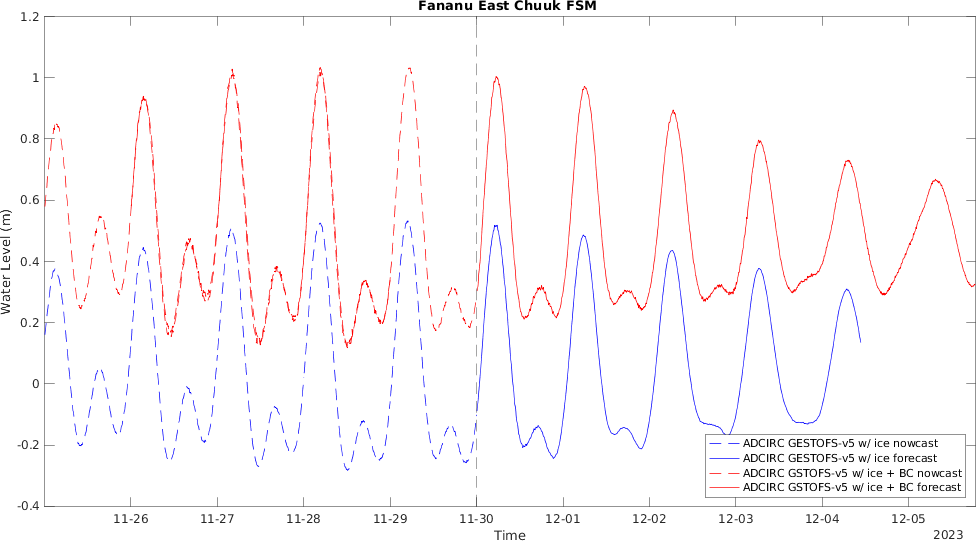 Fananu East Chuuk FSM
1.2
1
0.8
0.6
0.4
0.2
0
-0.2
-0.4
Water Level (m)
11-26
11-27
11-28
11-29
11-30
12-01
12-02
12-03
12-04
12-05
Time
2023
ADCIRC GESTOFS-v5 w/ ice nowcast
ADCIRC GESTOFS-v5 w/ ice forecast
ADCIRC GSTOFS-v5 w/ ice + BC nowcast
ADCIRC GSTOFS-v5 w/ ice + BC forecast